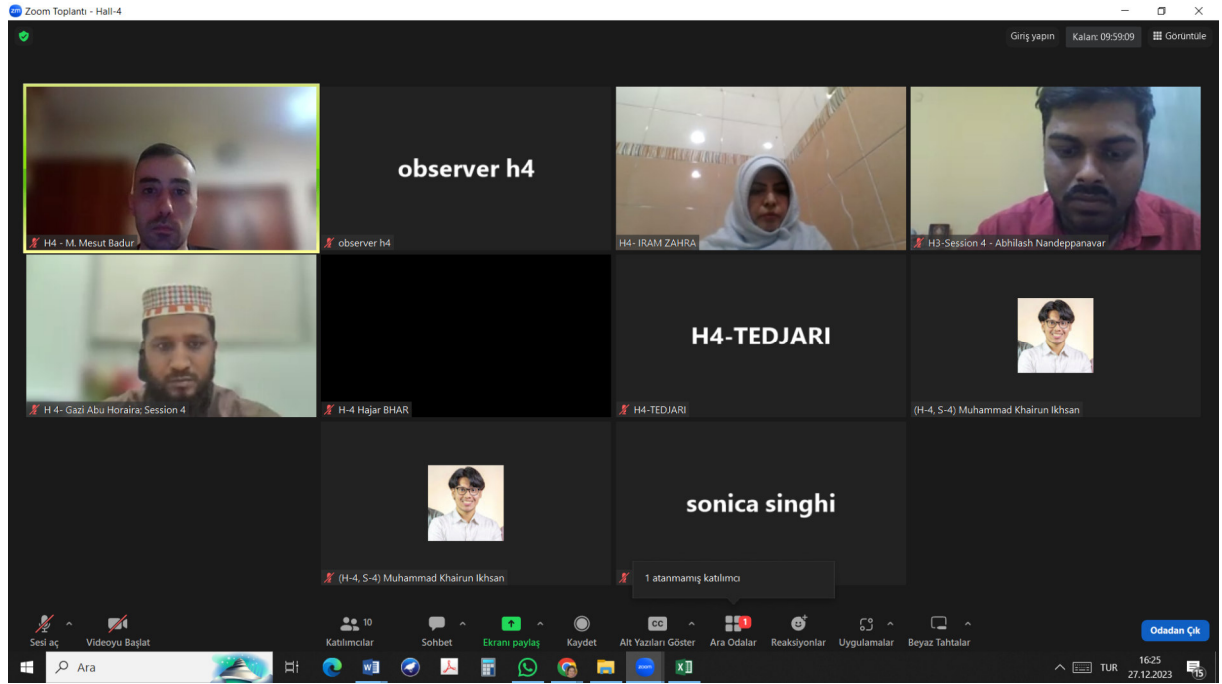 zm Zoom Toplantı - Hall-4
Giriş yapın
Kalan: 09:59:09
Görüntüle
H4 - M. Mesut Badur
observer h4
observer h4
H4- IRAM ZAHRA
H3-Session 4 - Abhilash Nandeppanavar
H 4- Gazi Abu Horaira; Session 4
H-4 Hajar BHAR
H4-TEDJARI
H4-TEDJARI
(H-4, S-4) Muhammad Khairun Ikhsan
(H-4, S-4) Muhammad Khairun Ikhsan
sonica singhi
1 atanmamış katılımcı
Sesi aç
Videoyu Başlat
10
Katılımcılar
Sohbet
Ekranı paylaş
Kaydet
CC
Alt Yazıları Göster
1
Ara Odalar
Reaksiyonlar
Uygulamalar
Beyaz Tahtalar
Odadan Çık
Ara
zoom
TUR
16:25
27.12.2023
15